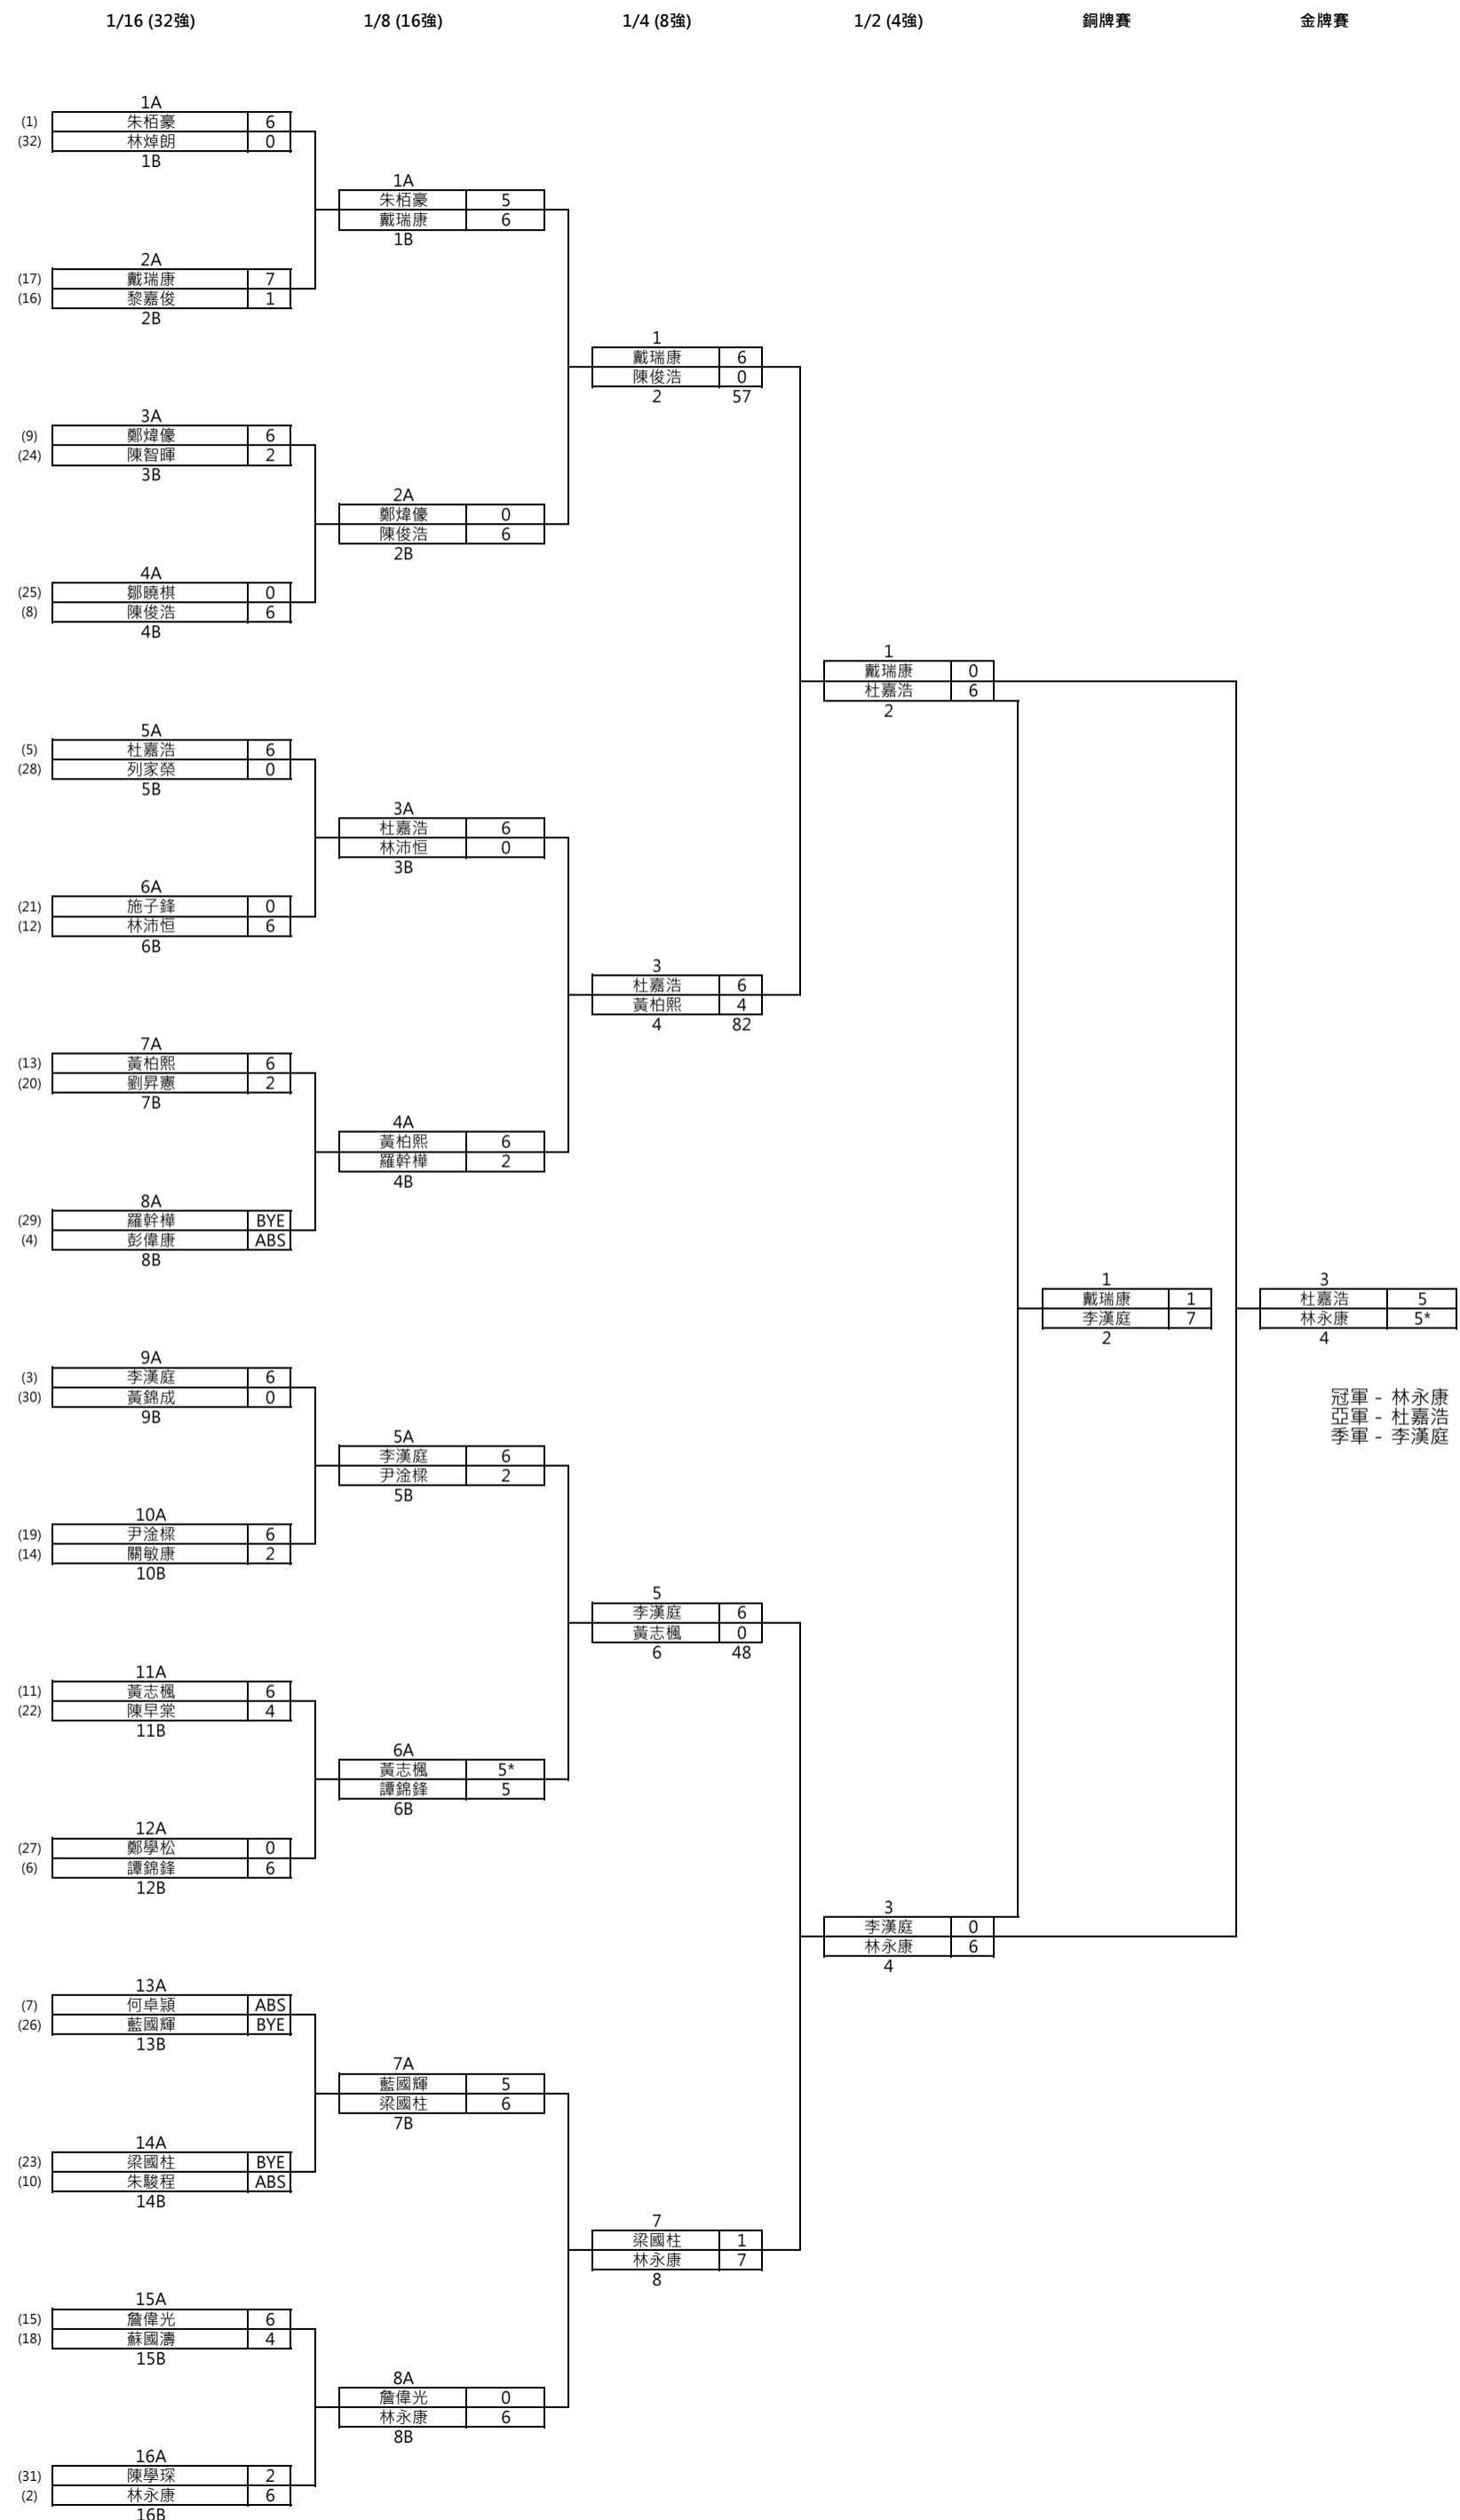 1/16 (32強) 1/8 (16強) 1/4 (8強) 1/2 (4強) 銅牌賽 金牌賽
1A
(1) 朱栢豪 6
(32) 林焯朗 0
1B
2A
(17) 戴瑞康 7
(16) 黎嘉俊 1
2B
3A
(9) 鄭煒傽 6
(24) 陳智暉 2
3B
4A
(25) 鄒曉棋 0
(8) 陳俊浩 6
4B
5A
(5) 杜嘉浩 6
(28) 列家榮 0
5B
6A
(21) 施子鋒 0
(12) 林沛恒 6
6B
7A
(13) 黃柏熙 6
(20) 劉昇憲 2
7B
8A
(29) 羅幹樺 BYE
(4) 彭偉康 ABS
8B
9A
(3) 李漢庭 6
(30) 黃錦成 0
9B
10A
(19) 尹淦樑 6
(14) 關敏康 2
10B
11A
(11) 黃志楓 6
(22) 陳早棠 4
11B
12A
(27) 鄭學松 0
(6) 譚錦鋒 6
12B
13A
(7) 何卓穎 ABS
(26) 藍國輝 BYE
13B
14A
(23) 梁國柱 BYE
(10) 朱駿程 ABS
14B
15A
(15) 詹偉光 6
(18) 蘇國濤 4
15B
16A
(31) 陳學琛 2
(2) 林永康 6
16B
1A
朱栢豪 5
戴瑞康 6
1B
2A
鄭煒傽 0
陳俊浩 6
2B
3A
杜嘉浩 6
林沛恒 0
3B
4A
黃柏熙 6
羅幹樺 2
4B
5A
李漢庭 6
尹淦樑 2
5B
6A
黃志楓 5*
譚錦鋒 5
6B
7A
藍國輝 5
梁國柱 6
7B
8A
詹偉光 0
林永康 6
8B
1
戴瑞康 6
陳俊浩 0
2 57
3
杜嘉浩 6
黃柏熙 4
4 82
5
李漢庭 6
黃志楓 0
6 48
7
梁國柱 1
林永康 7
8
1
戴瑞康 0
杜嘉浩 6
2
3
李漢庭 0
林永康 6
4
1
戴瑞康 1
李漢庭 7
2
3
杜嘉浩 5
林永康 5*
4
冠軍 - 林永康
亞軍 - 杜嘉浩
季軍 - 李漢庭